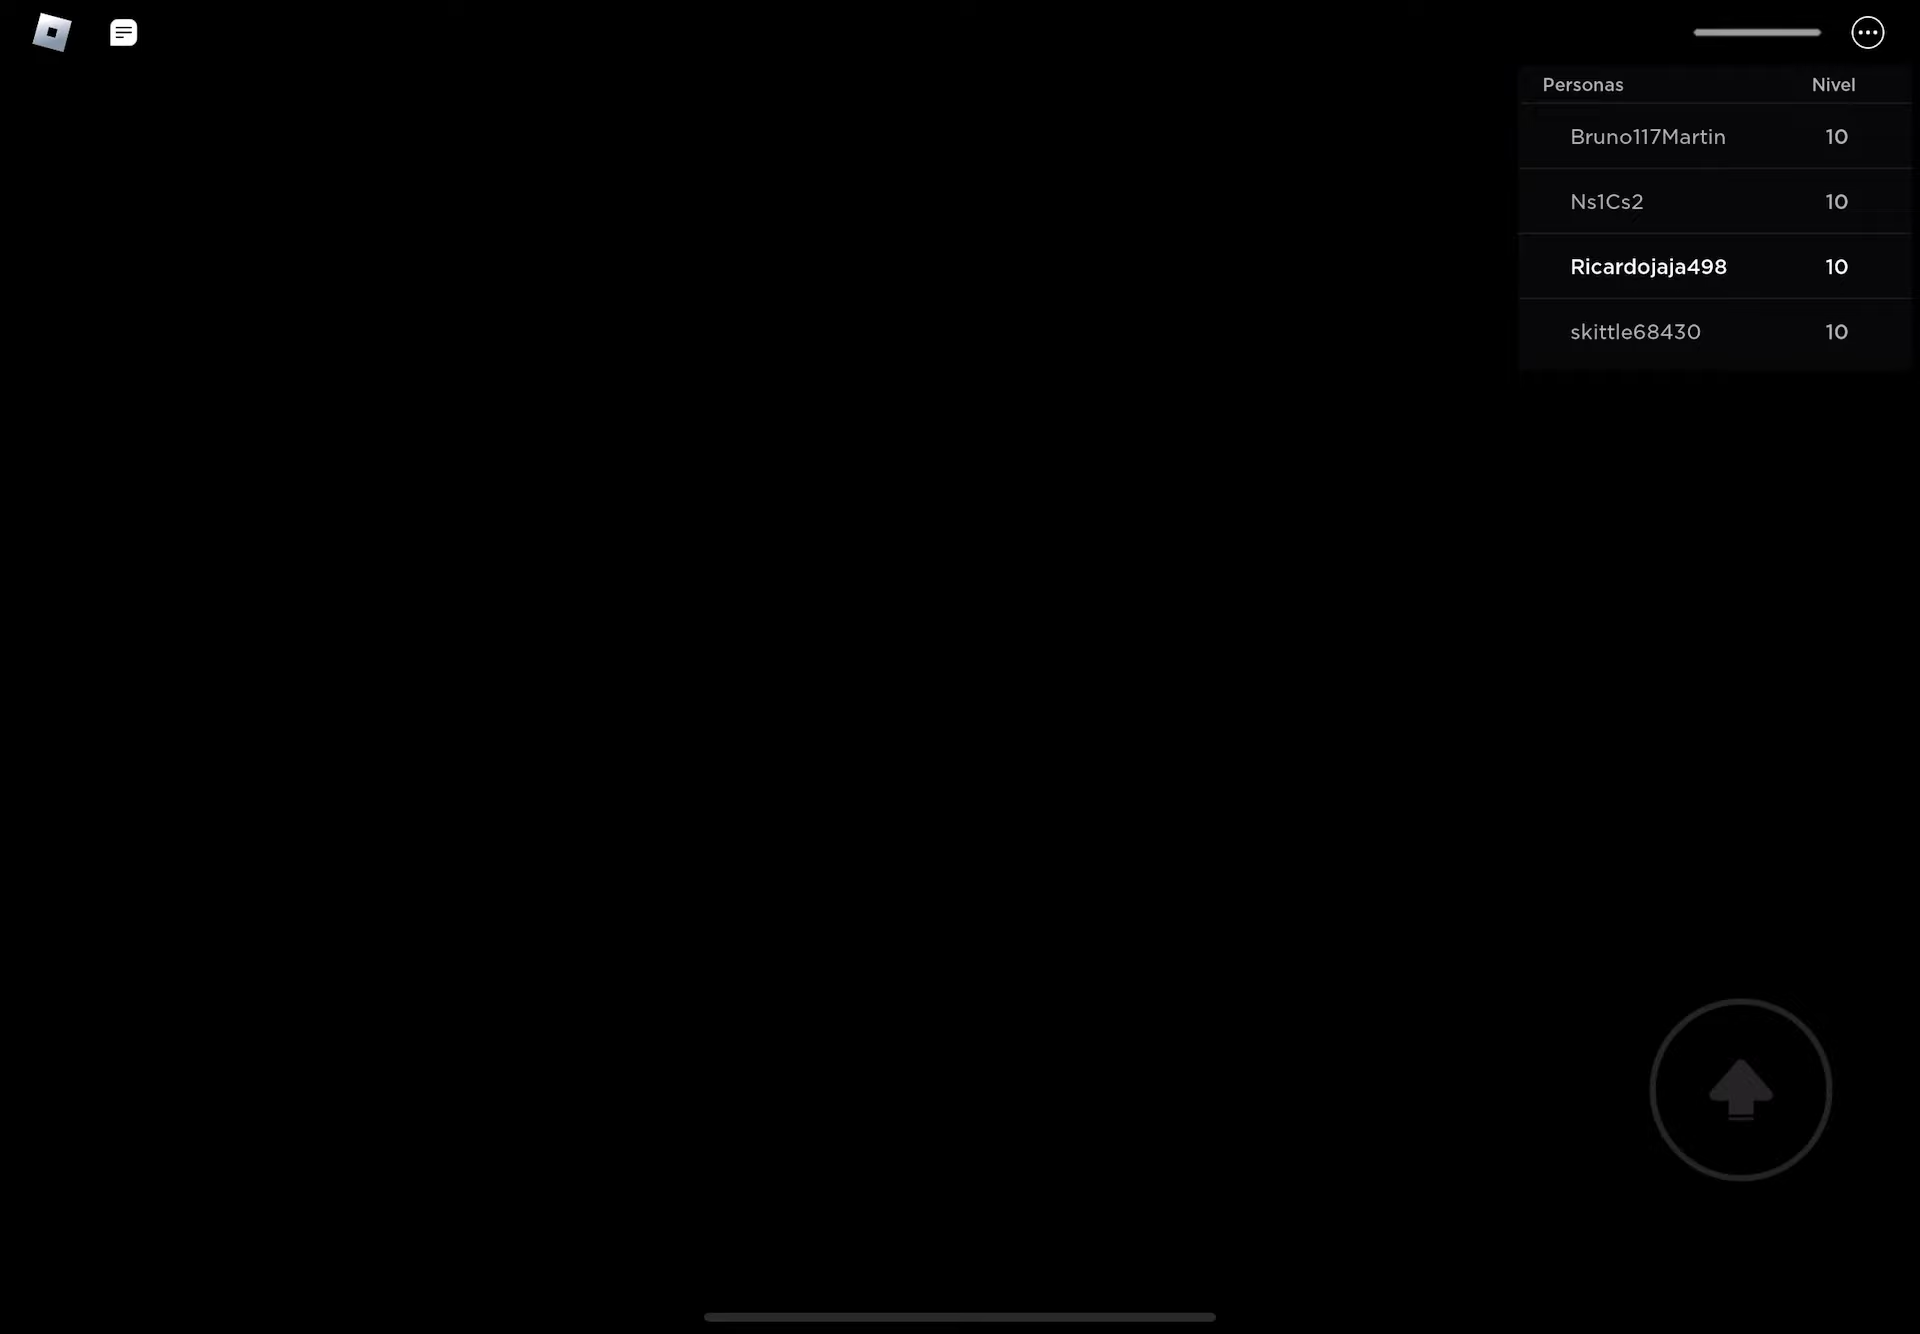 Personas Nivel
Bruno117Martin 10
Ns1Cs2 10
Ricardojaja498 10
skittle68430 10